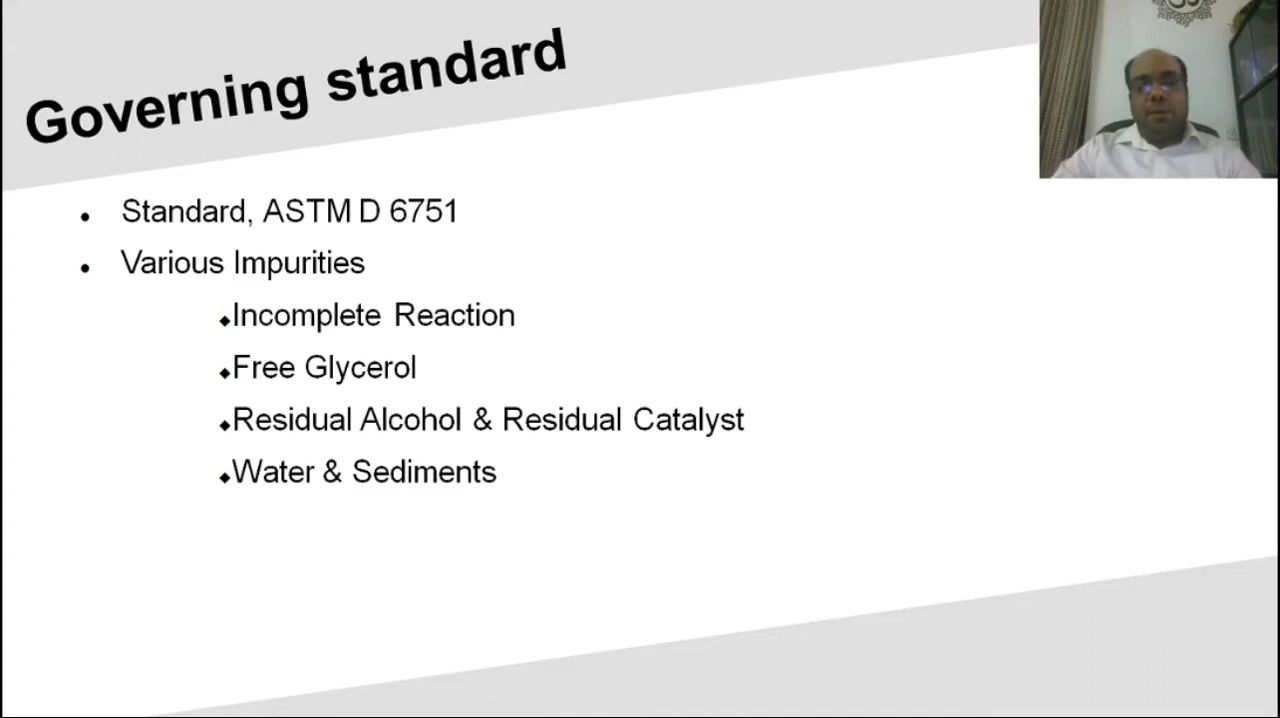 Governing standard
Standard, ASTM D 6751
Various Impurities
Incomplete Reaction
Free Glycerol
Residual Alcohol & Residual Catalyst
Water & Sediments